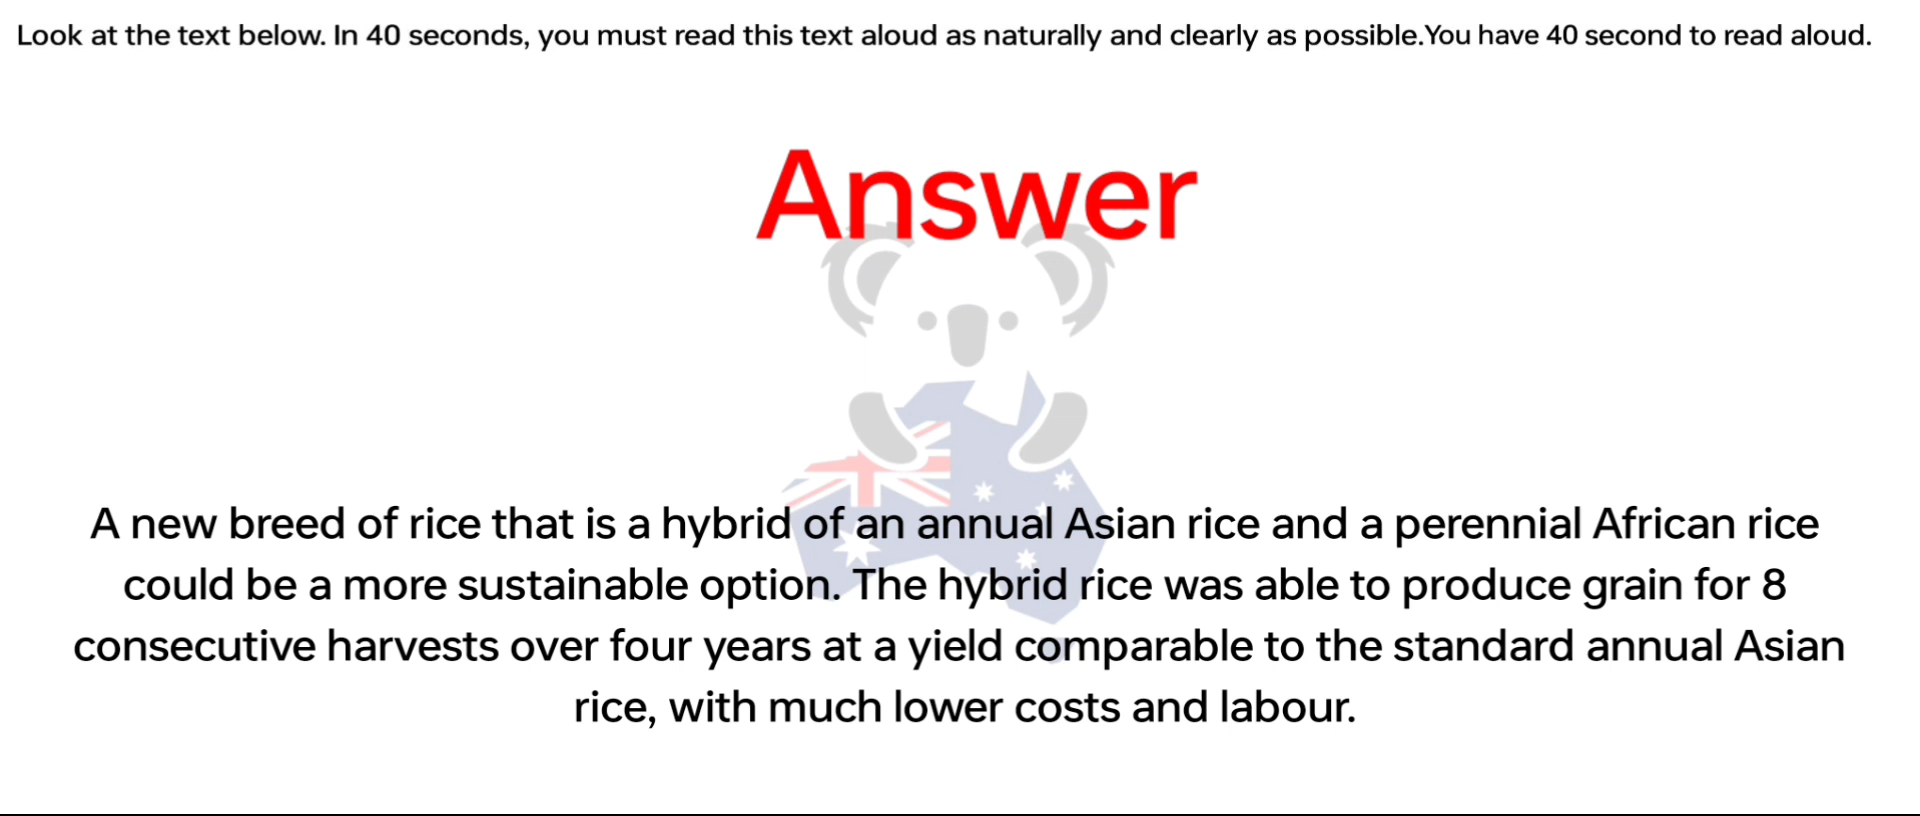 Look at the text below. In 40 seconds, you must read this text aloud as naturally and clearly as possible.You have 40 second to read aloud.
Answer
A new breed of rice that is a hybrid of an annual Asian rice and a perennial African rice
could be a more sustainable option. The hybrid rice was able to produce grain for 8
consecutive harvests over four years at a yield comparable to the standard annual Asian
rice, with much lower costs and labour.